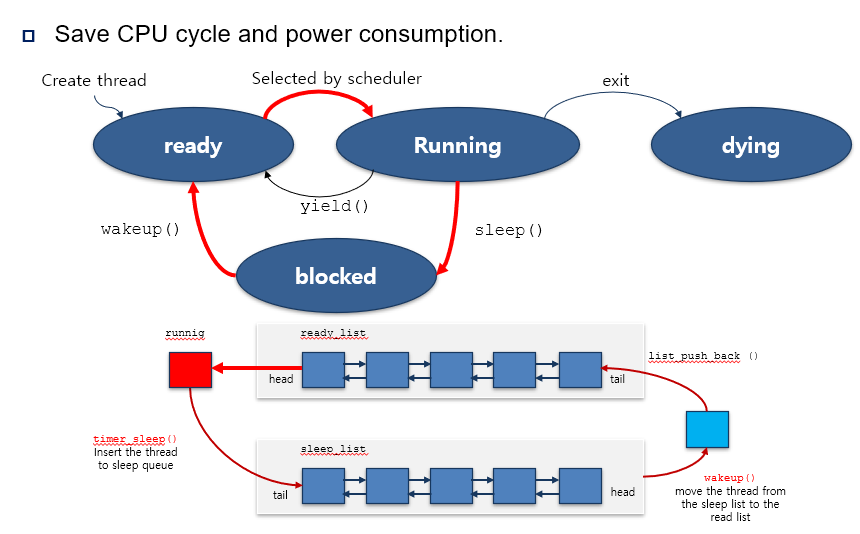 Save CPU cycle and power consumption.
Create thread
Selected by scheduler
exit
ready
Running
dying
yield()
wakeup()
sleep()
blocked
runnig
ready_list
list_push_back ()
head
tail
timer_sleep()
Insert the thread
to sleep queue
sleep_list
tail
head
wakeup()
move the thread from
the sleep list to the
read list